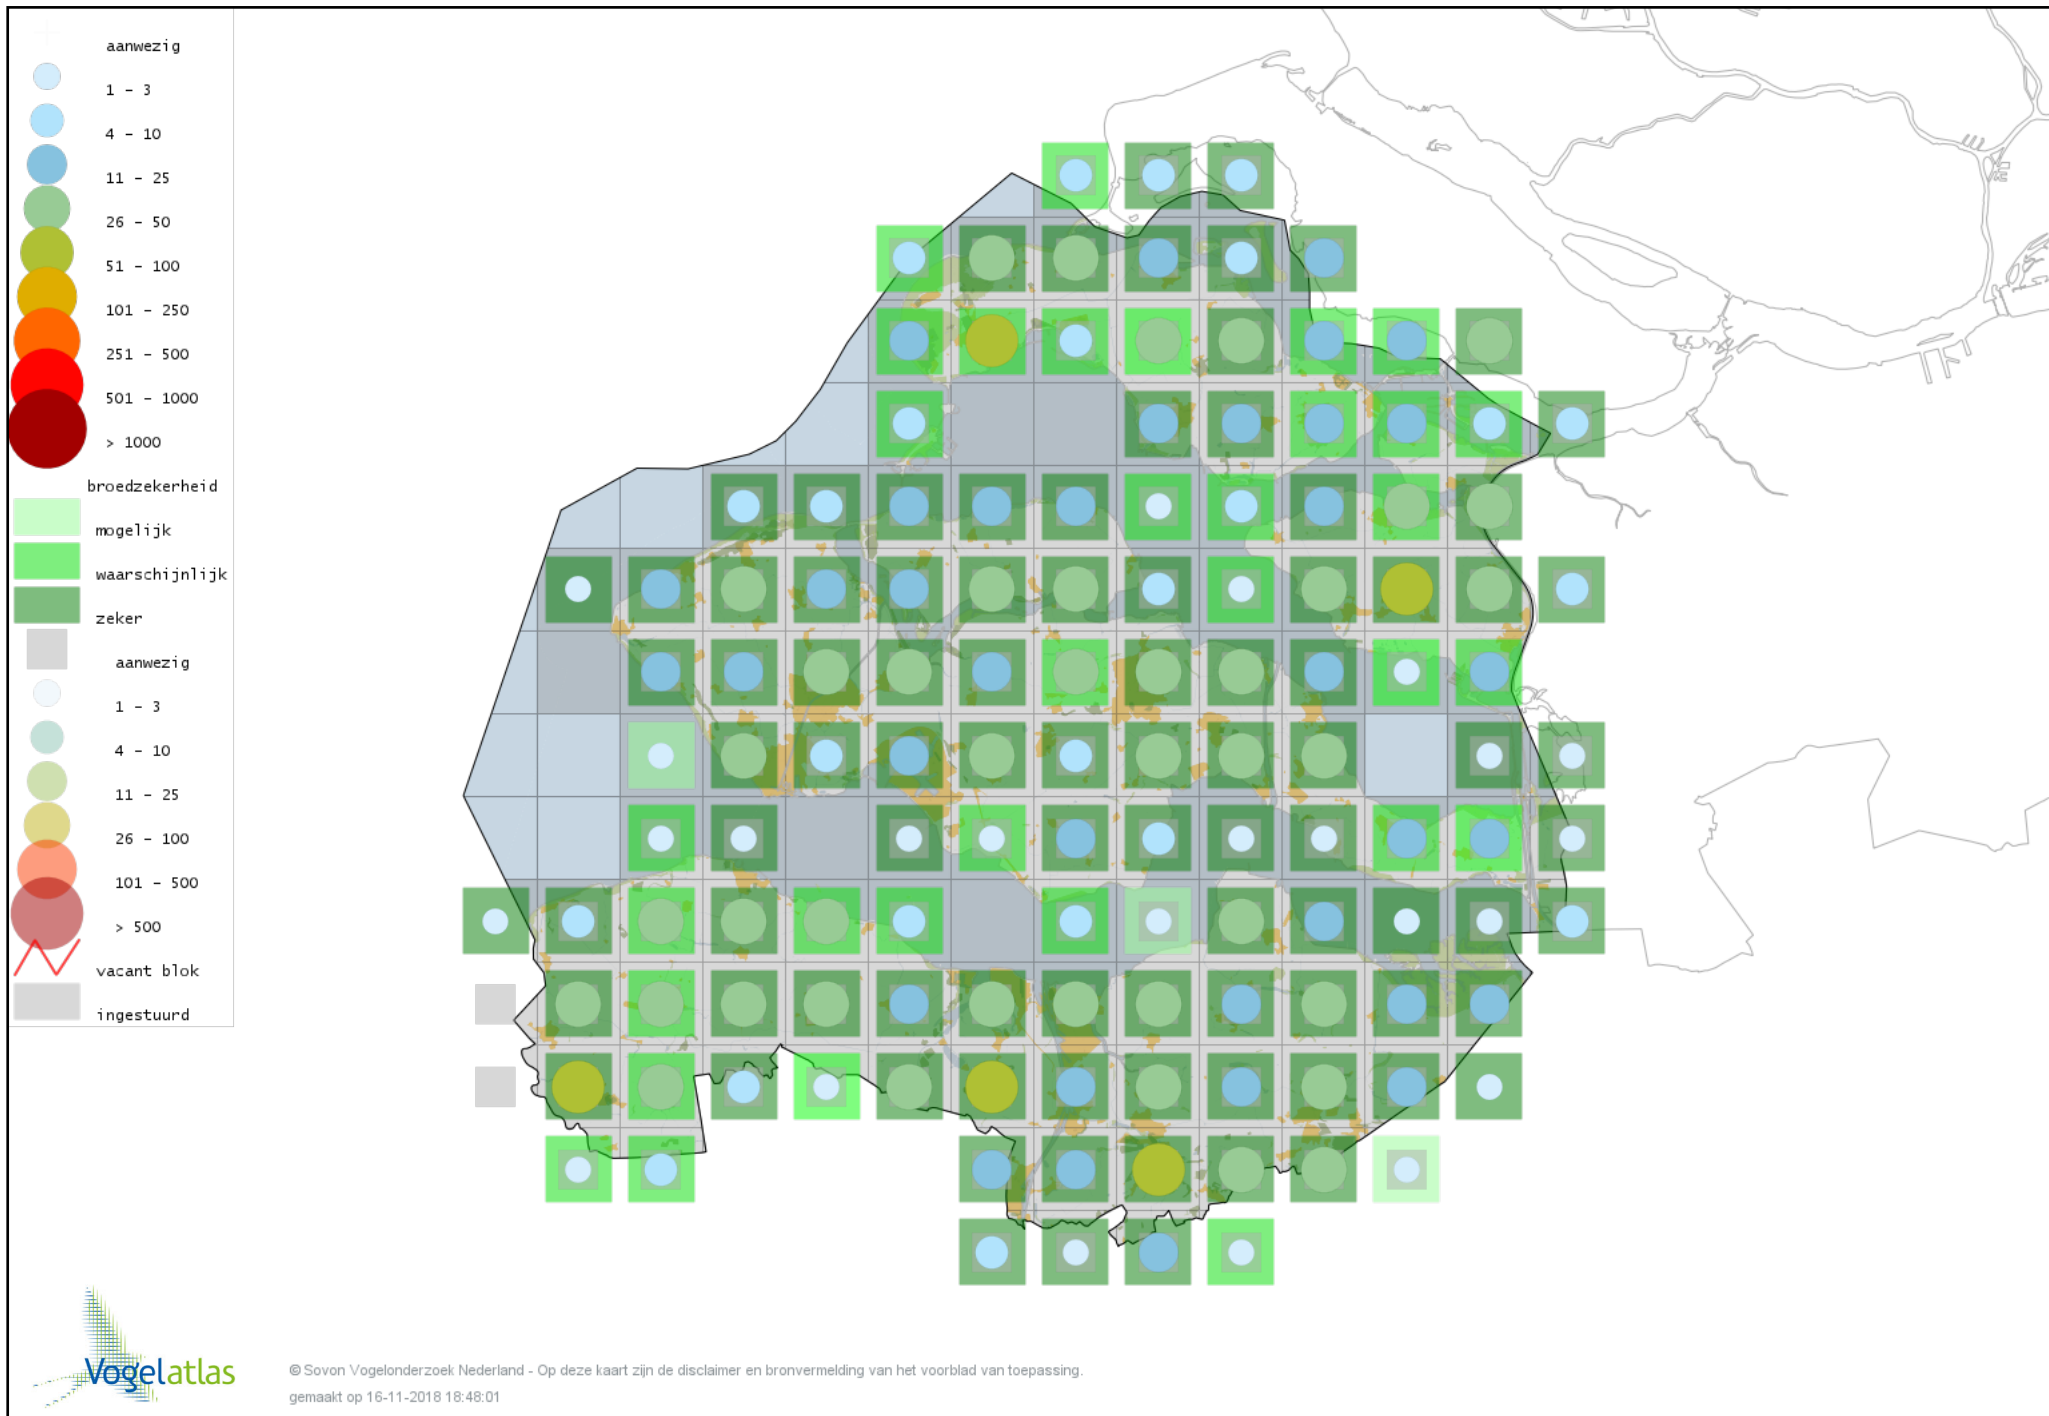 aanwezig
1 - 3
4 - 10
11 - 25
26 - 50
51 - 100
101 - 250
251 - 500
501 - 1000
> 1000
broedzekerheid
mogelijk
waarschijnlijk
zeker
aanwezig
1 - 3
4 - 10
11 - 25
26 - 100
101 - 500
> 500
vacant blok
ingestuurd
Vogelatlas
© Sovon Vogelonderzoek Nederland - Op deze kaart zijn de disclaimer en bronvermelding van het voorblad van toepassing.
gemaakt op 16-11-2018 18:48:01